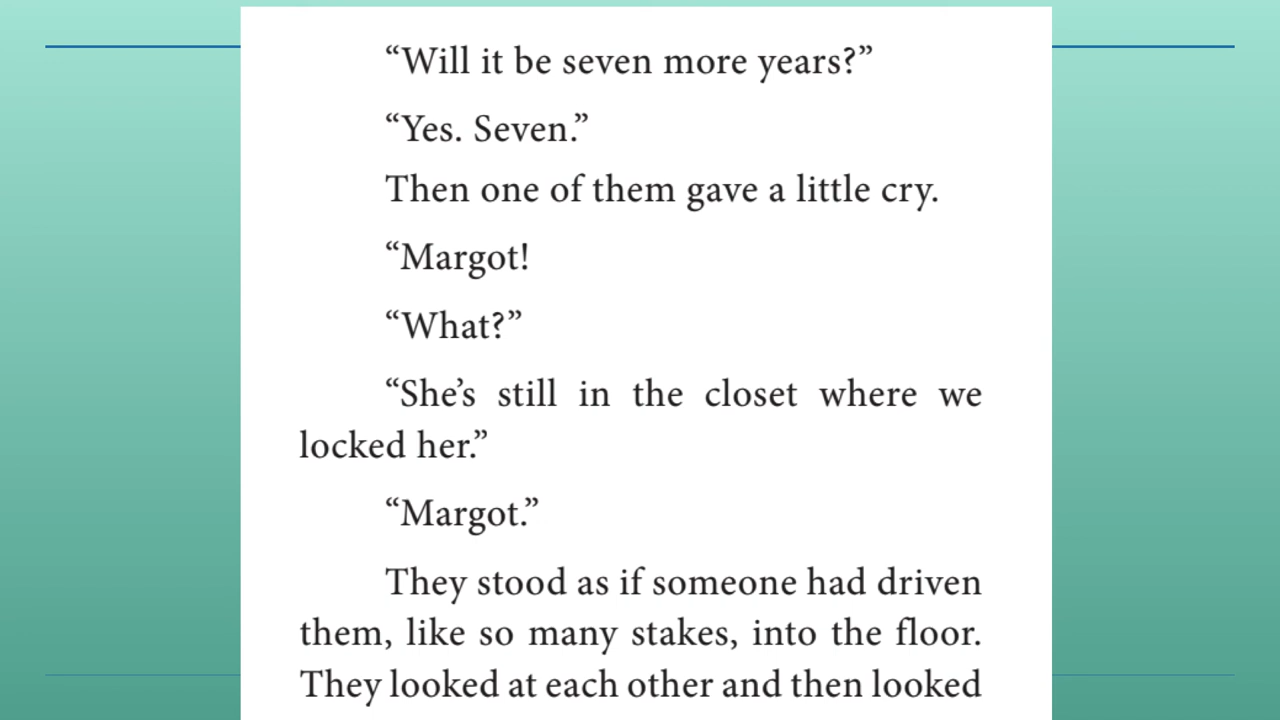 “Will it be seven more years?”
“Yes. Seven.”
Then one of them gave a little cry.
“Margot!
“What?”
“She’s still in the closet where we
locked her.”
“Margot.”
They stood as if someone had driven
them, like so many stakes, into the floor.
They looked at each other and then looked